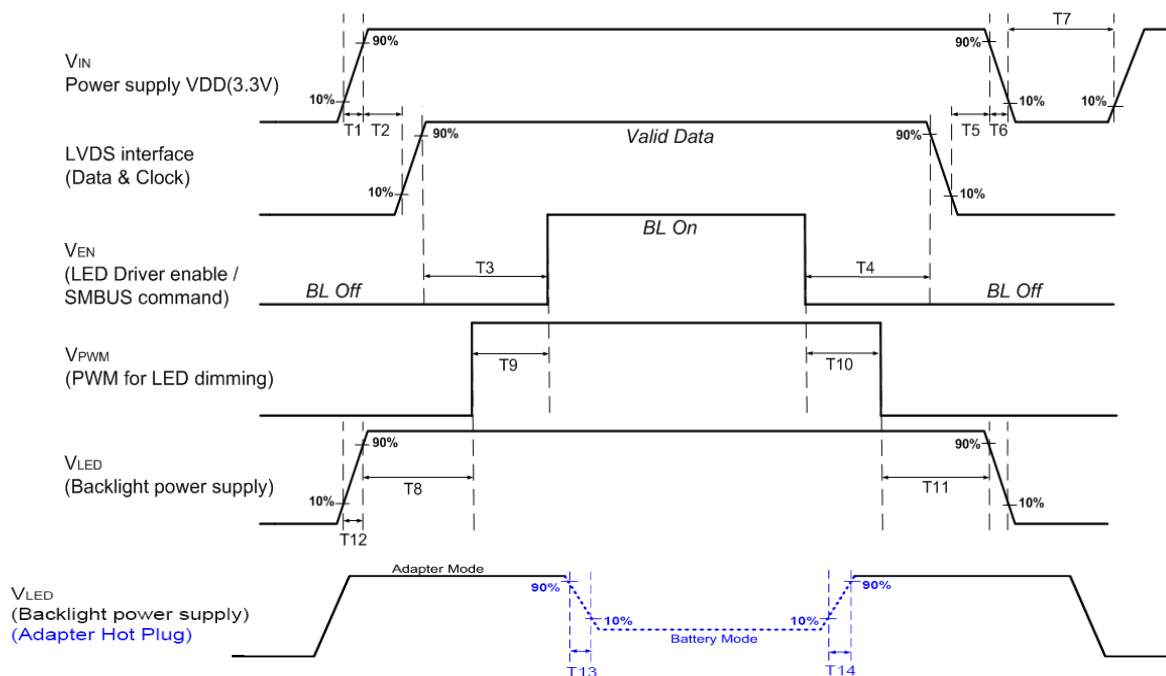 T7
90%
90%
VIN
Power supply VDD(3.3V)
10%
10%
10%
T1
T2
T5
T6
90%
Valid Data
90%
LVDS interface
(Data & Clock)
10%
10%
BL On
VEN
(LED Driver enable /
SMBUS command)
T3
T4
BL Off
BL Off
VPWM
(PWM for LED dimming)
T9
T10
90%
90%
VLED
(Backlight power supply)
T8
T11
10%
10%
T12
Adapter Mode
90%
90%
VLED
(Backlight power supply)
(Adapter Hot Plug)
10%
10%
Battery Mode
T13
T14